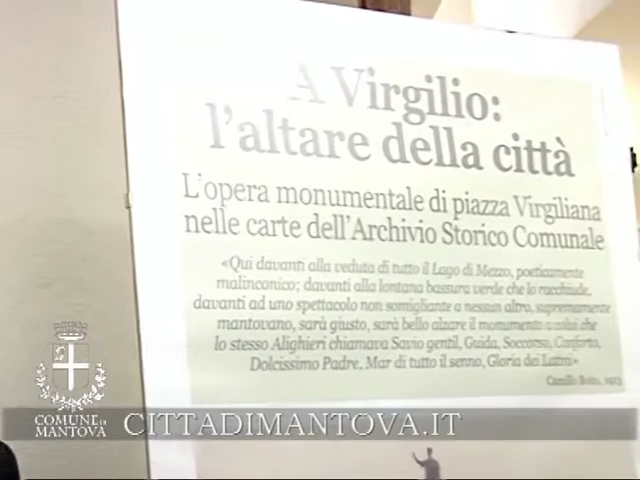 A Virgilio:
l'altare della città
L'opera monumentale di piazza Virgiliana
nelle carte dell'Archivio Storico Comunale
«Qui davanti alla veduta di tutto il Lago di Mezzo, poeticamente
malinconico; davanti alla lontana bassura verde che lo racchiude,
davanti ad uno spettacolo non somigliante a nessun altro, supremamente
mantovano, sarà giusto, sarà bello alzare il monumento a colui che
lo stesso Alighieri chiamava Savio gentil, Guida, Soccorso, Conforto,
Dolcissimo Padre, Mar di tutto il senno, Gloria dei Latini»
Camillo Boito,
COMUNE DI
MANTOVA
CITTADIMANTOVA.IT